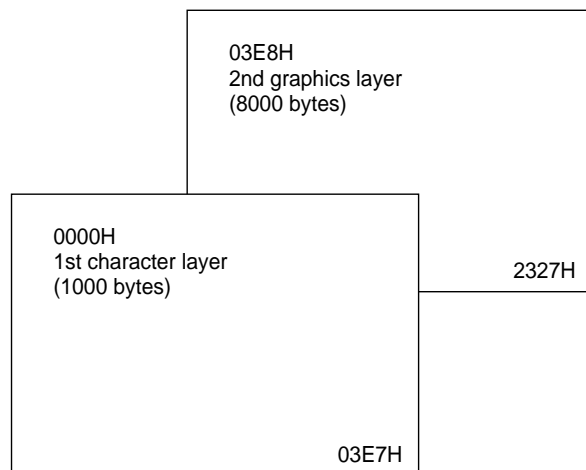 03E8H
2nd graphics layer
(8000 bytes)
0000H
1st character layer
(1000 bytes)
2327H
03E7H